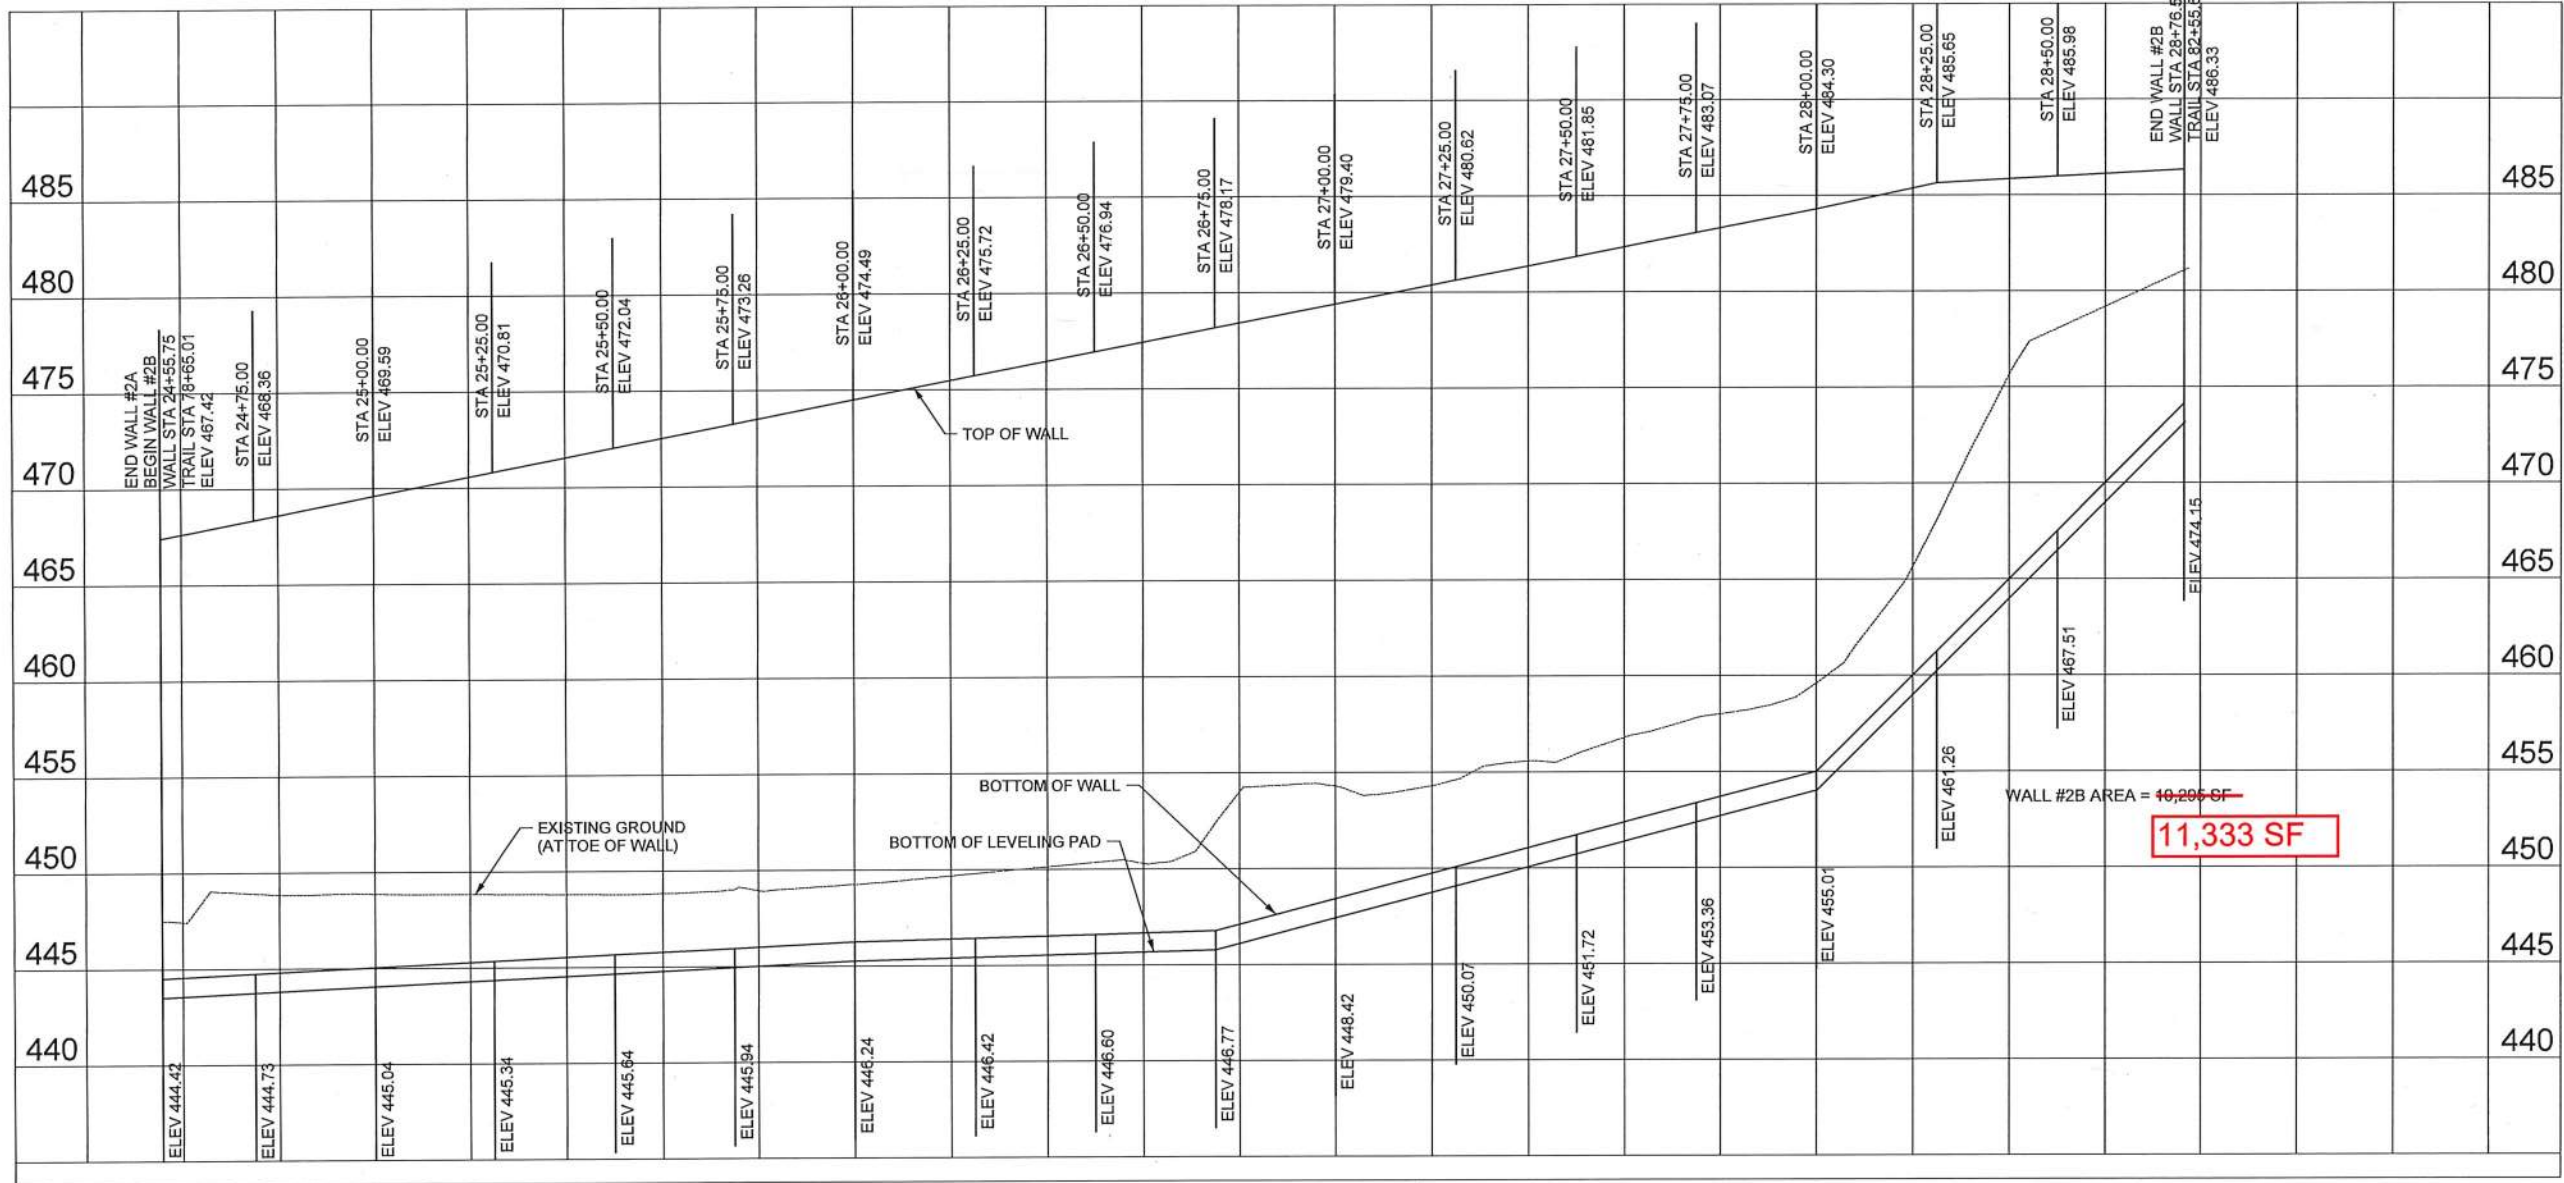 END WALL #2A
BEGIN WALL #2B
WALL STA 24+55.75
TRAIL STA 78+65.01
ELEV 467.42
STA 24+75.00
ELEV 468.36
STA 25+00.00
ELEV 469.59
STA 25+25.00
ELEV 470.81
STA 25+50.00
ELEV 472.04
STA 25+75.00
ELEV 473.26
STA 26+00.00
ELEV 474.49
STA 26+25.00
ELEV 475.72
STA 26+50.00
ELEV 476.94
STA 26+75.00
ELEV 478.17
STA 27+00.00
ELEV 479.40
STA 27+25.00
ELEV 480.62
STA 27+50.00
ELEV 481.85
STA 27+75.00
ELEV 483.07
STA 28+00.00
ELEV 484.30
STA 28+25.00
ELEV 485.65
STA 28+50.00
ELEV 485.98
END WALL #2B
WALL STA
TRAIL STA
ELEV 486.33
485
480
475
470
465
460
455
450
445
440
485
480
475
470
465
460
455
450
445
440
TOP OF WALL
BOTTOM OF WALL
BOTTOM OF LEVELING PAD
EXISTING GROUND
(AT TOE OF WALL)
WALL #2B AREA = 10,295 SF
11,333 SF
ELEV 444.42
ELEV 444.73
ELEV 445.04
ELEV 445.34
ELEV 445.64
ELEV 445.94
ELEV 446.24
ELEV 446.42
ELEV 446.60
ELEV 446.77
ELEV 448.42
ELEV 450.07
ELEV 451.72
ELEV 453.36
ELEV 455.01
ELEV 461.26
ELEV 467.51
ELEV 474.15